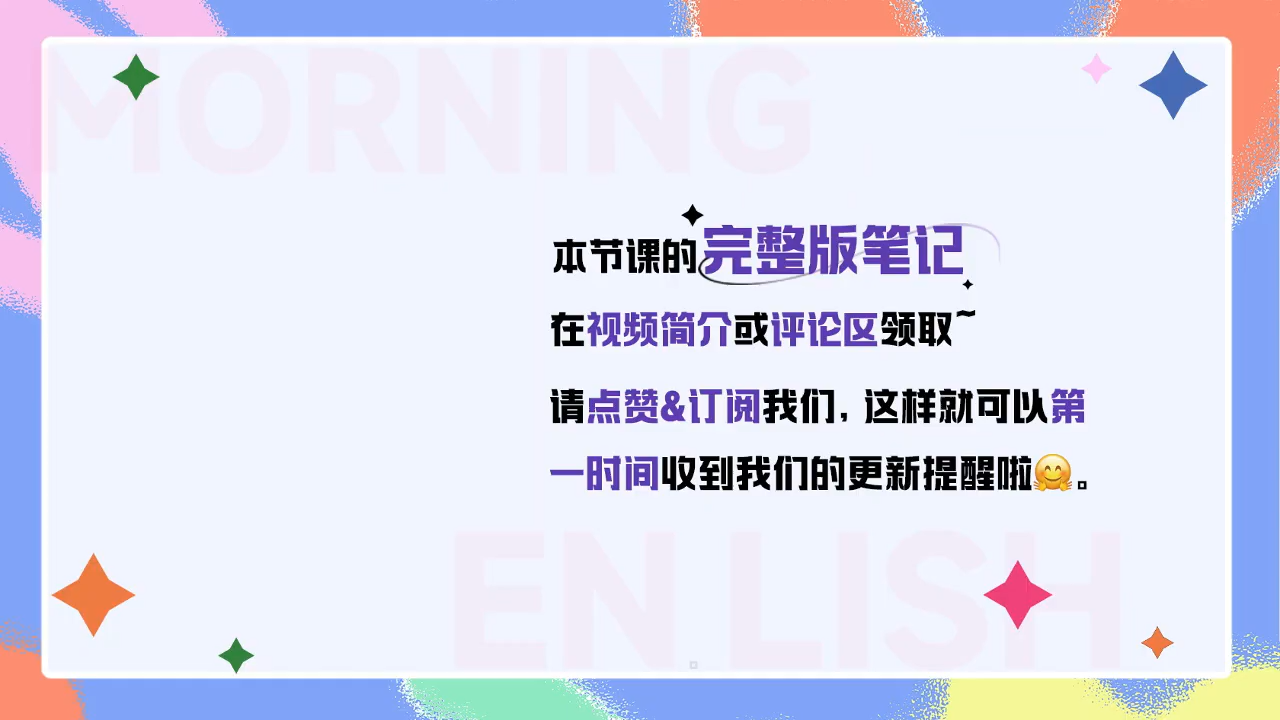 MORNING
本节课的完整版笔记
在视频简介或评论区领取~
请点赞&订阅我们, 这样就可以第
一时间收到我们的更新提醒啦🤗。
EN LISH